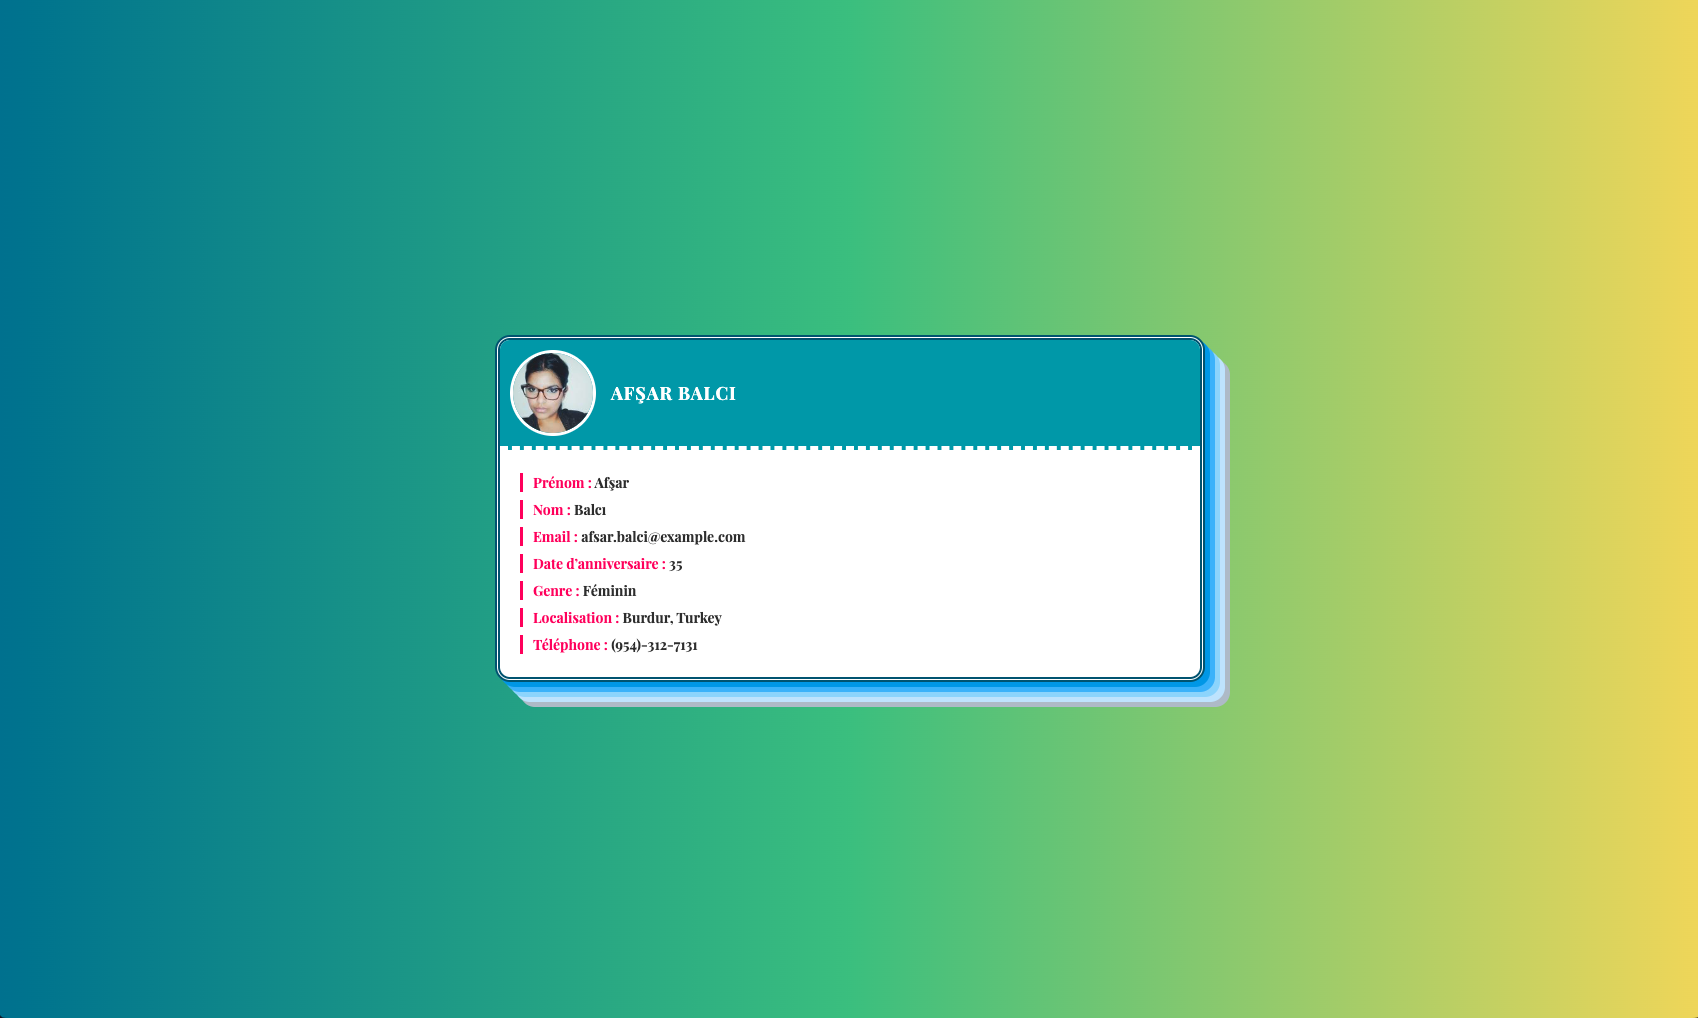 AFŞAR BALCI
Prénom : Afşar
Nom : Balcı
Email : afsar.balci@example.com
Date d'anniversaire : 35
Genre : Féminin
Localisation : Burdur, Turkey
Téléphone : (954)-312-7131